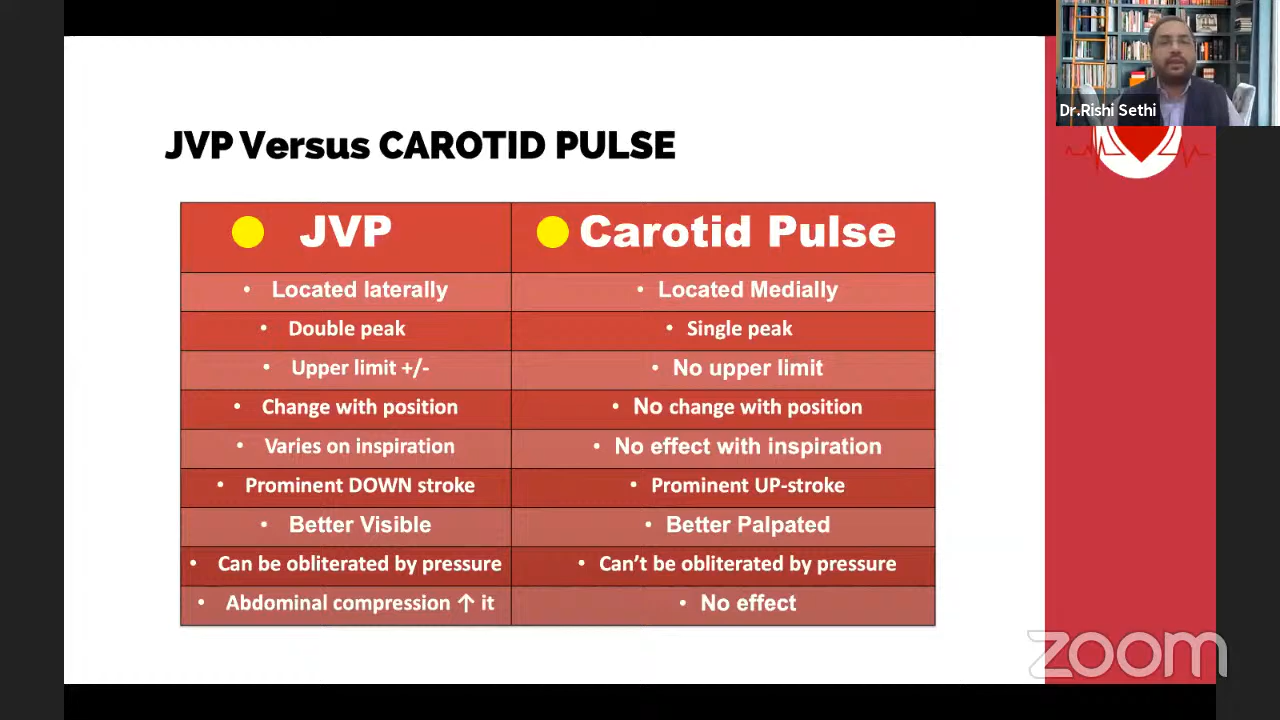 Dr.Rishi Sethi
JVP Versus CAROTID PULSE
JVP
Carotid Pulse
• Located laterally
• Located Medially
• Double peak
• Single peak
• Upper limit +/-
• No upper limit
• Change with position
• No change with position
• Varies on inspiration
• No effect with inspiration
• Prominent DOWN stroke
• Prominent UP-stroke
• Better Visible
• Better Palpated
• Can be obliterated by pressure
• Can’t be obliterated by pressure
• Abdominal compression ↑ it
• No effect
zoom